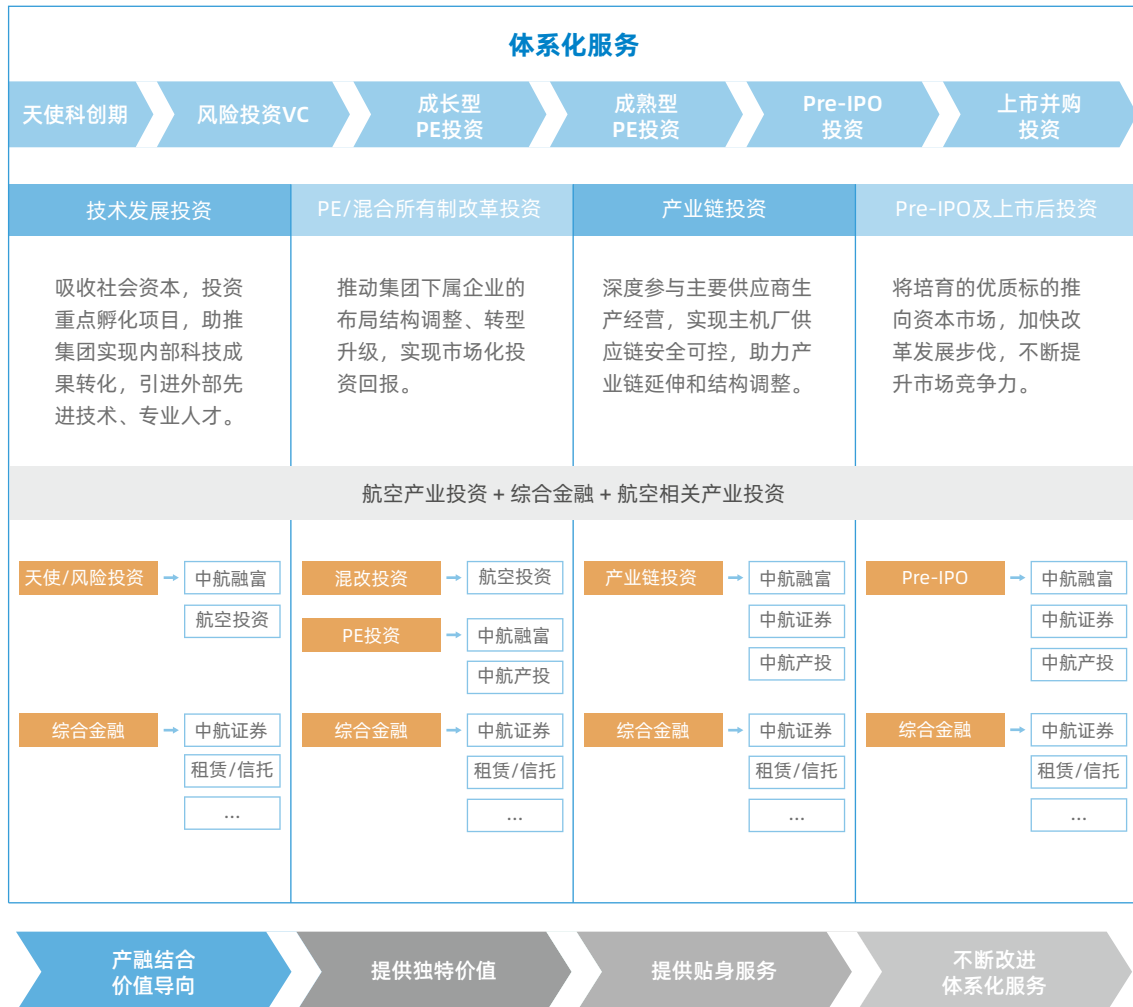 体系化服务
天使科创期
风险投资VC
成长型
PE投资
成熟型
PE投资
Pre-IPO
投资
上市并购
投资
技术发展投资
PE/混合所有制改革投资
产业链投资
Pre-IPO及上市后投资
吸收社会资本，投资
重点孵化项目，助推
集团实现内部科技成
果转化，引进外部先
进技术、专业人才。
推动集团下属企业的
布局结构调整、转型
升级，实现市场化投
资回报。
深度参与主要供应商生
产经营，实现主机厂供
应链安全可控，助力产
业链延伸和结构调整。
将培育的优质标的推
向资本市场，加快改
革发展步伐，不断提
升市场竞争力。
航空产业投资 + 综合金融 + 航空相关产业投资
天使/风险投资
中航融富
航空投资
综合金融
中航证券
租赁/信托
...
混改投资
航空投资
PE投资
中航融富
中航产投
综合金融
中航证券
租赁/信托
...
产业链投资
中航融富
中航证券
中航产投
综合金融
中航证券
租赁/信托
...
Pre-IPO
中航融富
中航证券
中航产投
综合金融
中航证券
租赁/信托
...
产融结合
价值导向
提供独特价值
提供贴身服务
不断改进
体系化服务